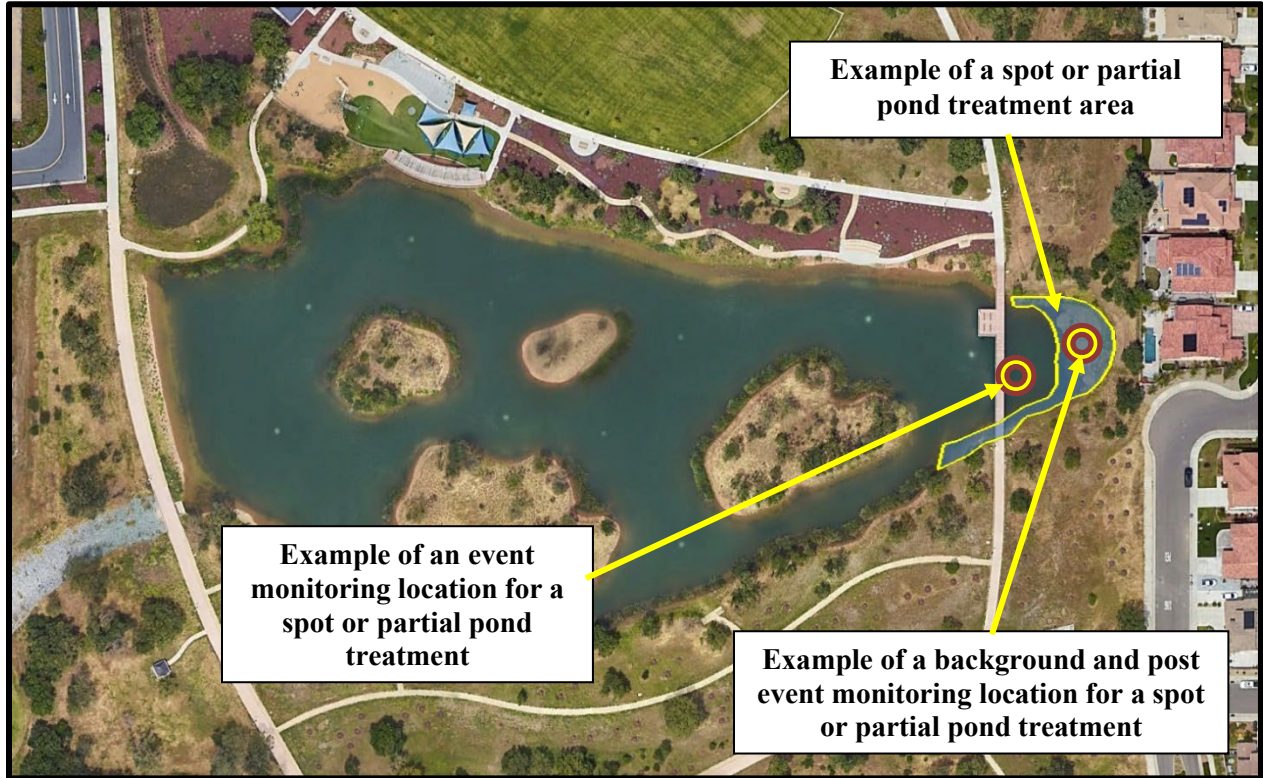 Example of a spot or partial
pond treatment area
Example of an event
monitoring location for a
spot or partial pond
treatment
Example of a background and post
event monitoring location for a spot
or partial pond treatment